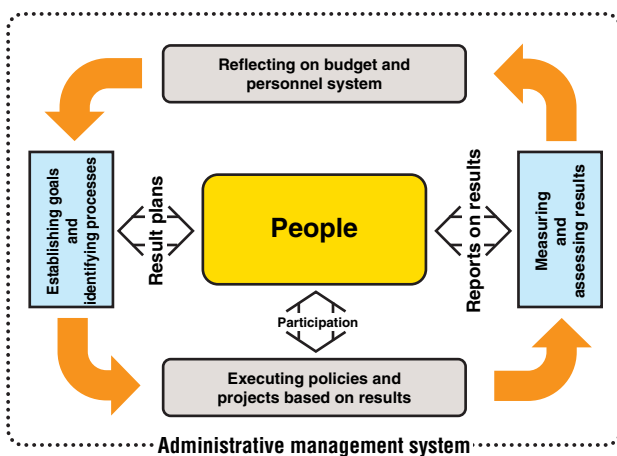 Reflecting on budget and
personnel system
Establishing goals
and
identifying processes
Result plans
People
Reports on results
Measuring
and
assessing results
Participation
Executing policies and
projects based on results
Administrative management system